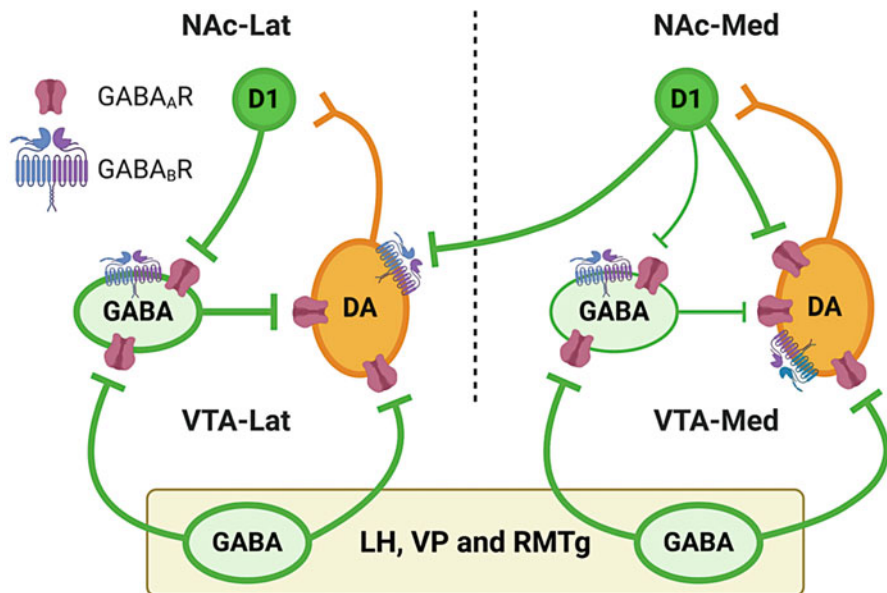 NAc-Lat
NAc-Med
D1
D1
GABAAR
GABABR
GABA
DA
GABA
DA
VTA-Lat
VTA-Med
GABA
LH, VP and RMTg
GABA